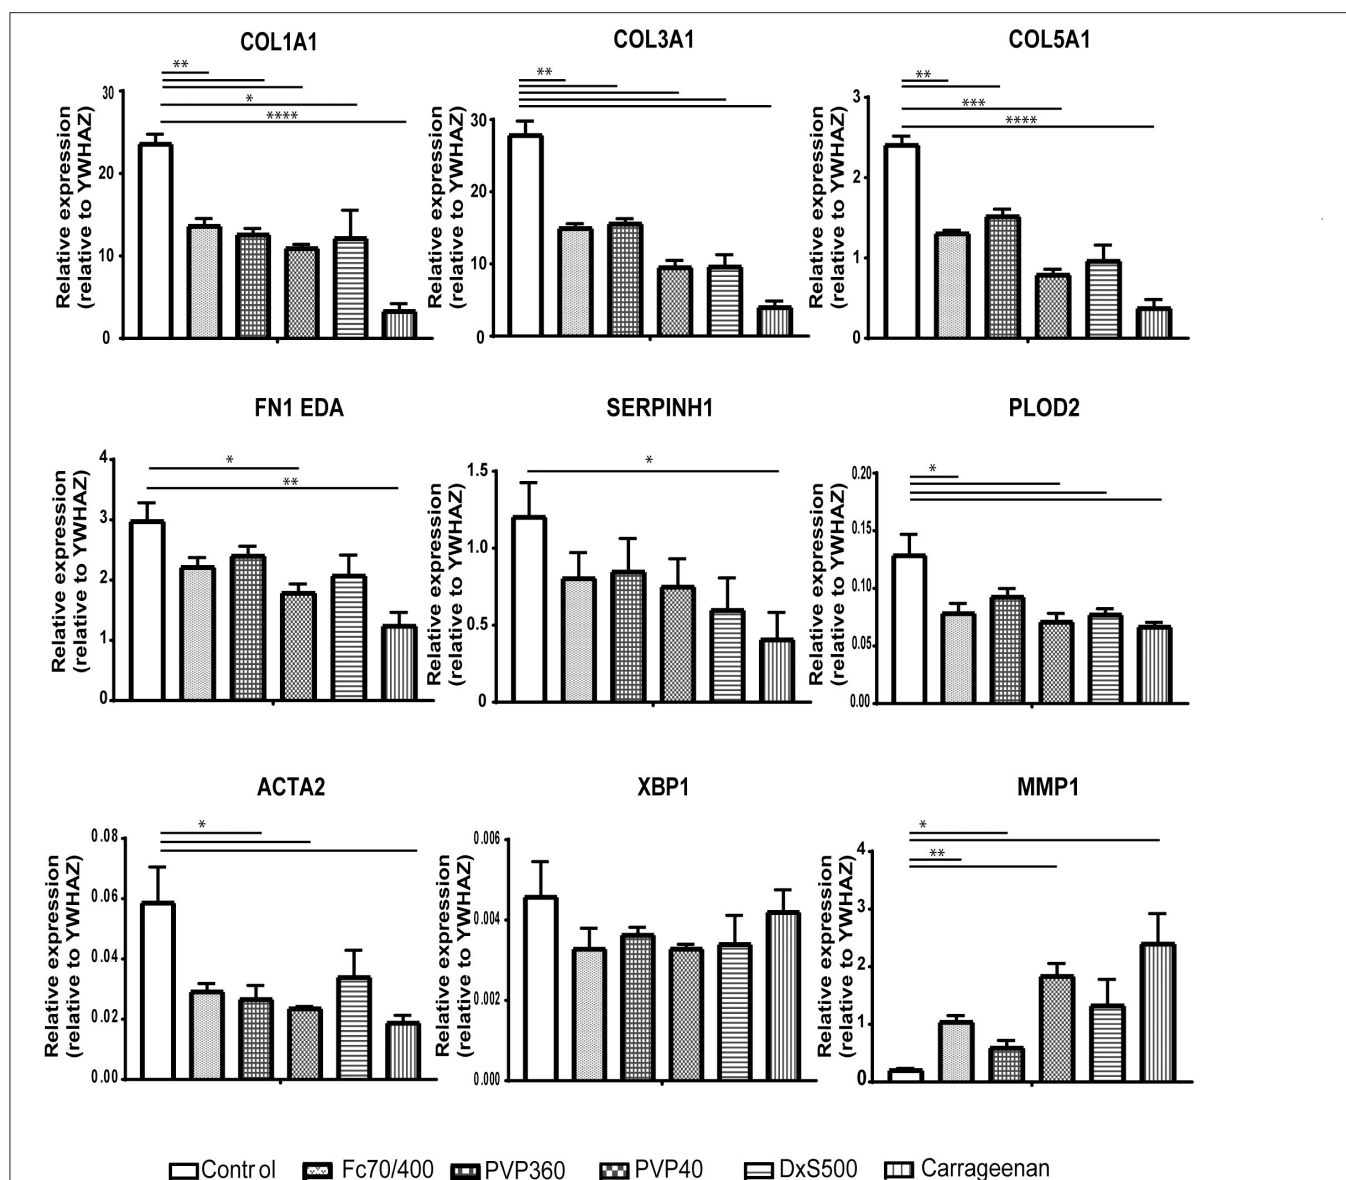 COL1A1 COL3A1 COL5A1
** ** **
* ***
**** ****
Relative expression (relative to YWHAZ) Relative expression (relative to YWHAZ) Relative expression (relative to YWHAZ)
30 30 3
20 20 2
10 10 1
0 0 0
FN1 EDA SERPINH1 PLOD2
* * *
**
Relative expression (relative to YWHAZ) Relative expression (relative to YWHAZ) Relative expression (relative to YWHAZ)
4 1.5 0.20
3 1.0 0.15
2 0.5 0.10
1 0 0.05
0 0.00
ACTA2 XBP1 MMP1
* *
**
Relative expression (relative to YWHAZ) Relative expression (relative to YWHAZ) Relative expression (relative to YWHAZ)
0.08 0.006 4
0.06 0.004 3
0.04 0.002 2
0.02 0.000 1
0.00 0
Control Fc70/400 PVP360 PVP40 DxS500 Carrageenan